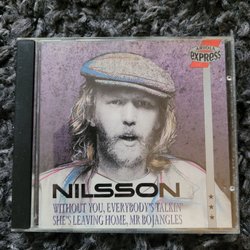 ARIOLA
express
NILSSON
WITHOUT YOU, EVERYBODY'S TALKIN'
SHE'S LEAVING HOME, MR BOJANGLES